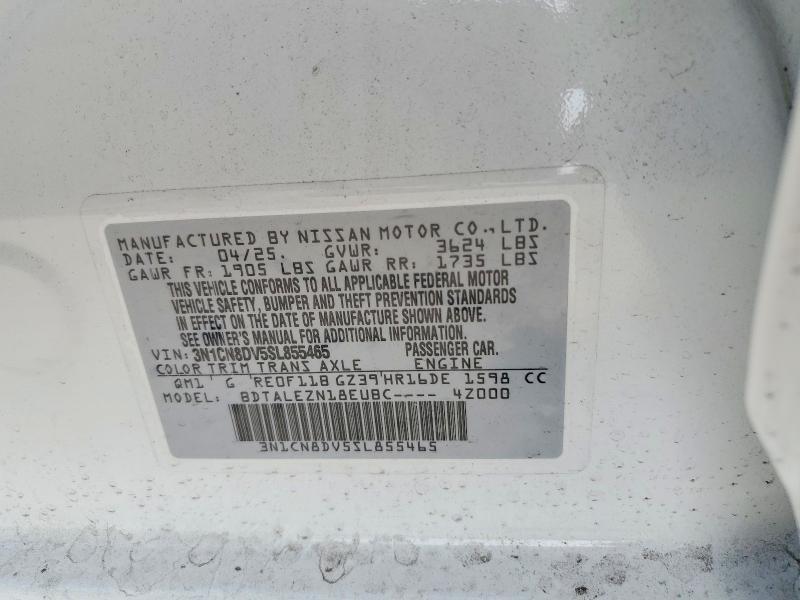 MANUFACTURED BY NISSAN MOTOR CO., LTD.
DATE: 04/25. GVWR: 3624 LBS
GAWR FR: 1905 LBS GAWR RR: 1735 LBS
THIS VEHICLE CONFORMS TO ALL APPLICABLE FEDERAL MOTOR
VEHICLE SAFETY, BUMPER AND THEFT PREVENTION STANDARDS
IN EFFECT ON THE DATE OF MANUFACTURE SHOWN ABOVE.
SEE OWNER'S MANUAL FOR ADDITIONAL INFORMATION.
VIN: 3N1CN8DV5SL855465 PASSENGER CAR.
COLOR TRIM TRANS AXLE ENGINE
QM1 G RE0F11B GZ39 HR16DE 1598 CC
MODEL: BDTALEZN18EUBC---- 4Z000
3N1CN8DV5SL855465